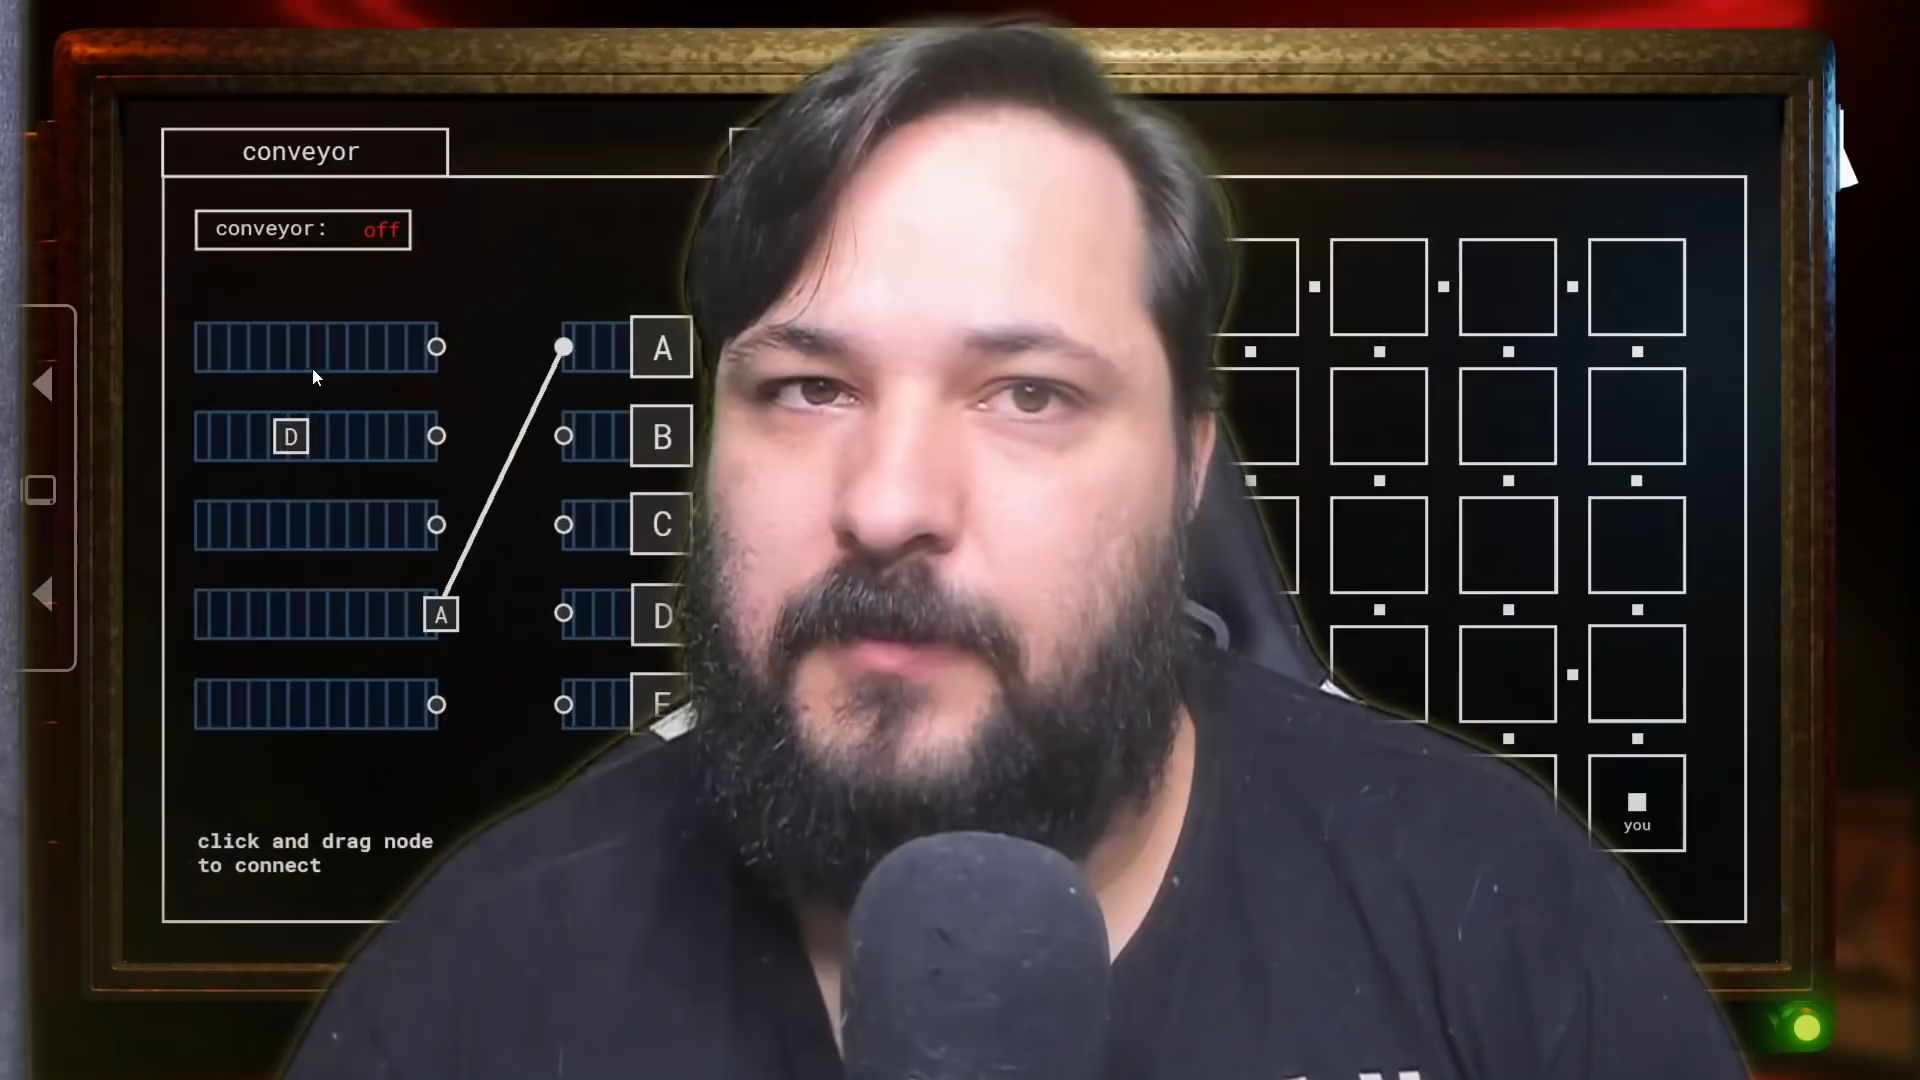 conveyor
conveyor: off
A
D
B
C
A
D
E
click and drag node
to connect
you